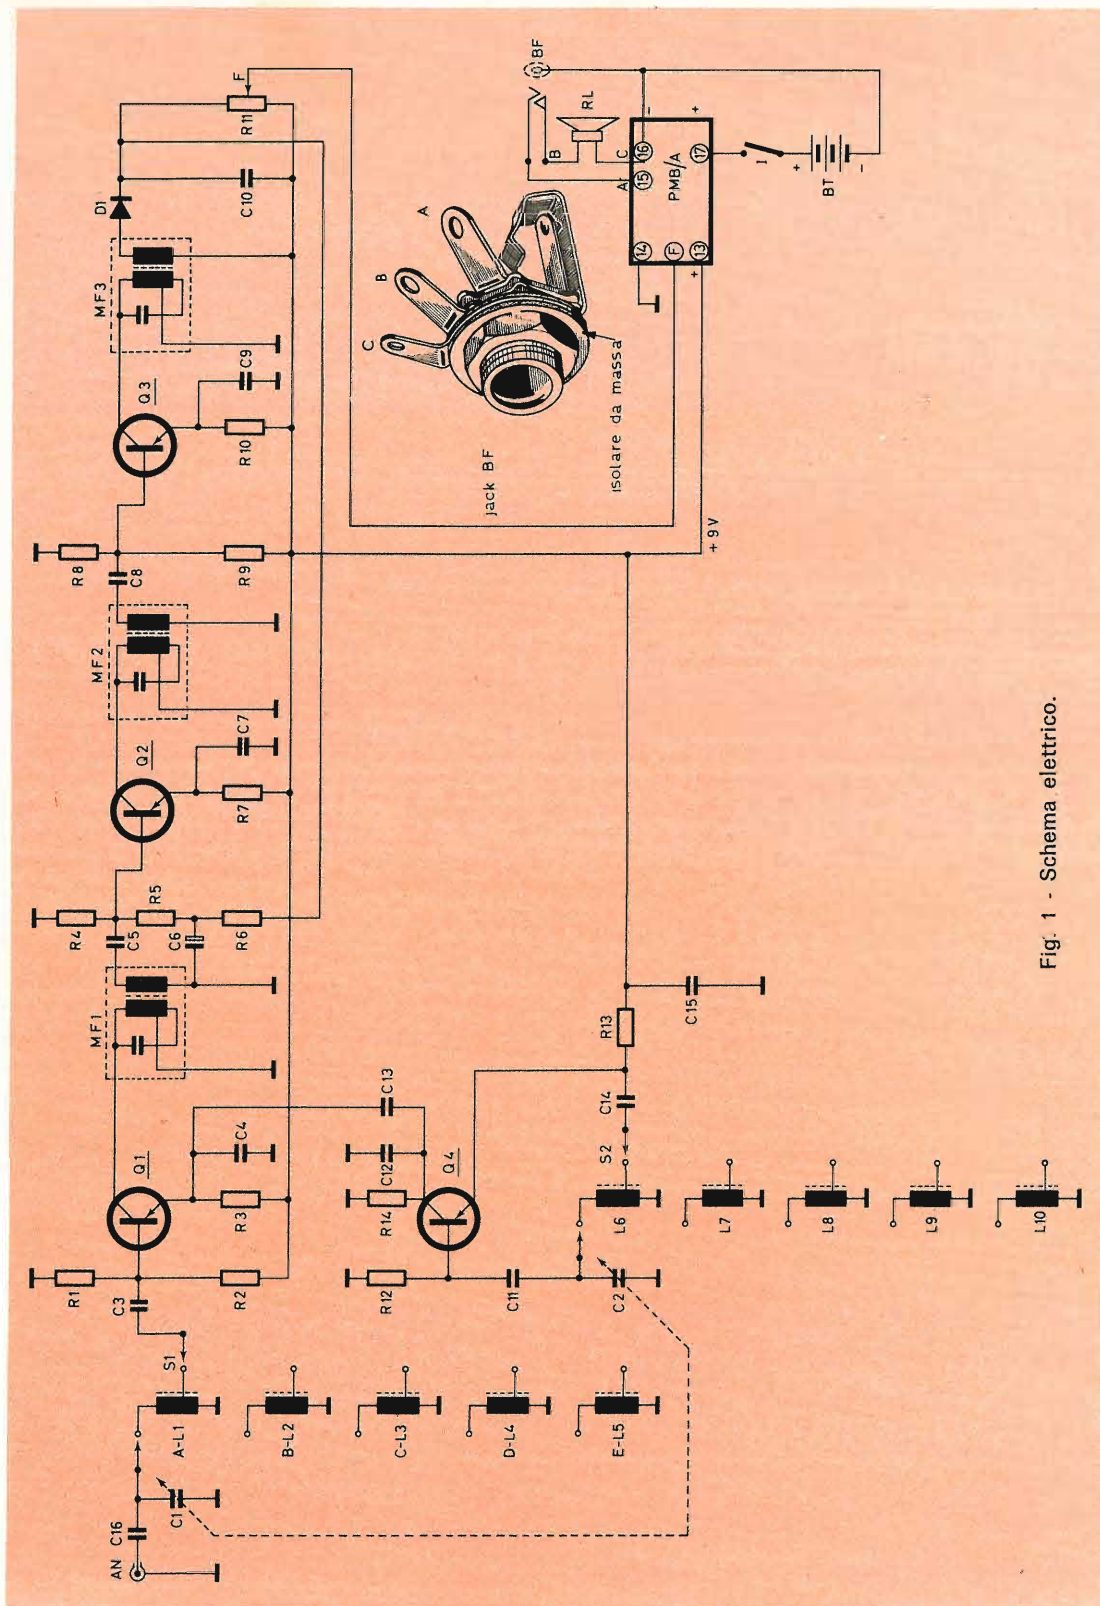 AN
C16
C1
A-L1
S1
B-L2
C-L3
D-L4
E-L5
C3
R1
R2
Q1
R3
C4
MF1
R4
C5
R5
C6
R6
Q2
R7
C7
MF2
R8
C8
R9
Q3
R10
C9
MF3
D1
C10
R11
F
R12
C11
C2
R14
C12
C13
Q4
L6
S2
C14
R13
C15
L7
L8
L9
L10
+9V
jack BF
isolare da massa
C
B
A
BF
B
RL
A
C
14
15
16
-
F
PMB/A
13
17
+
+
I
+
BT
-
Fig. 1 - Schema elettrico.